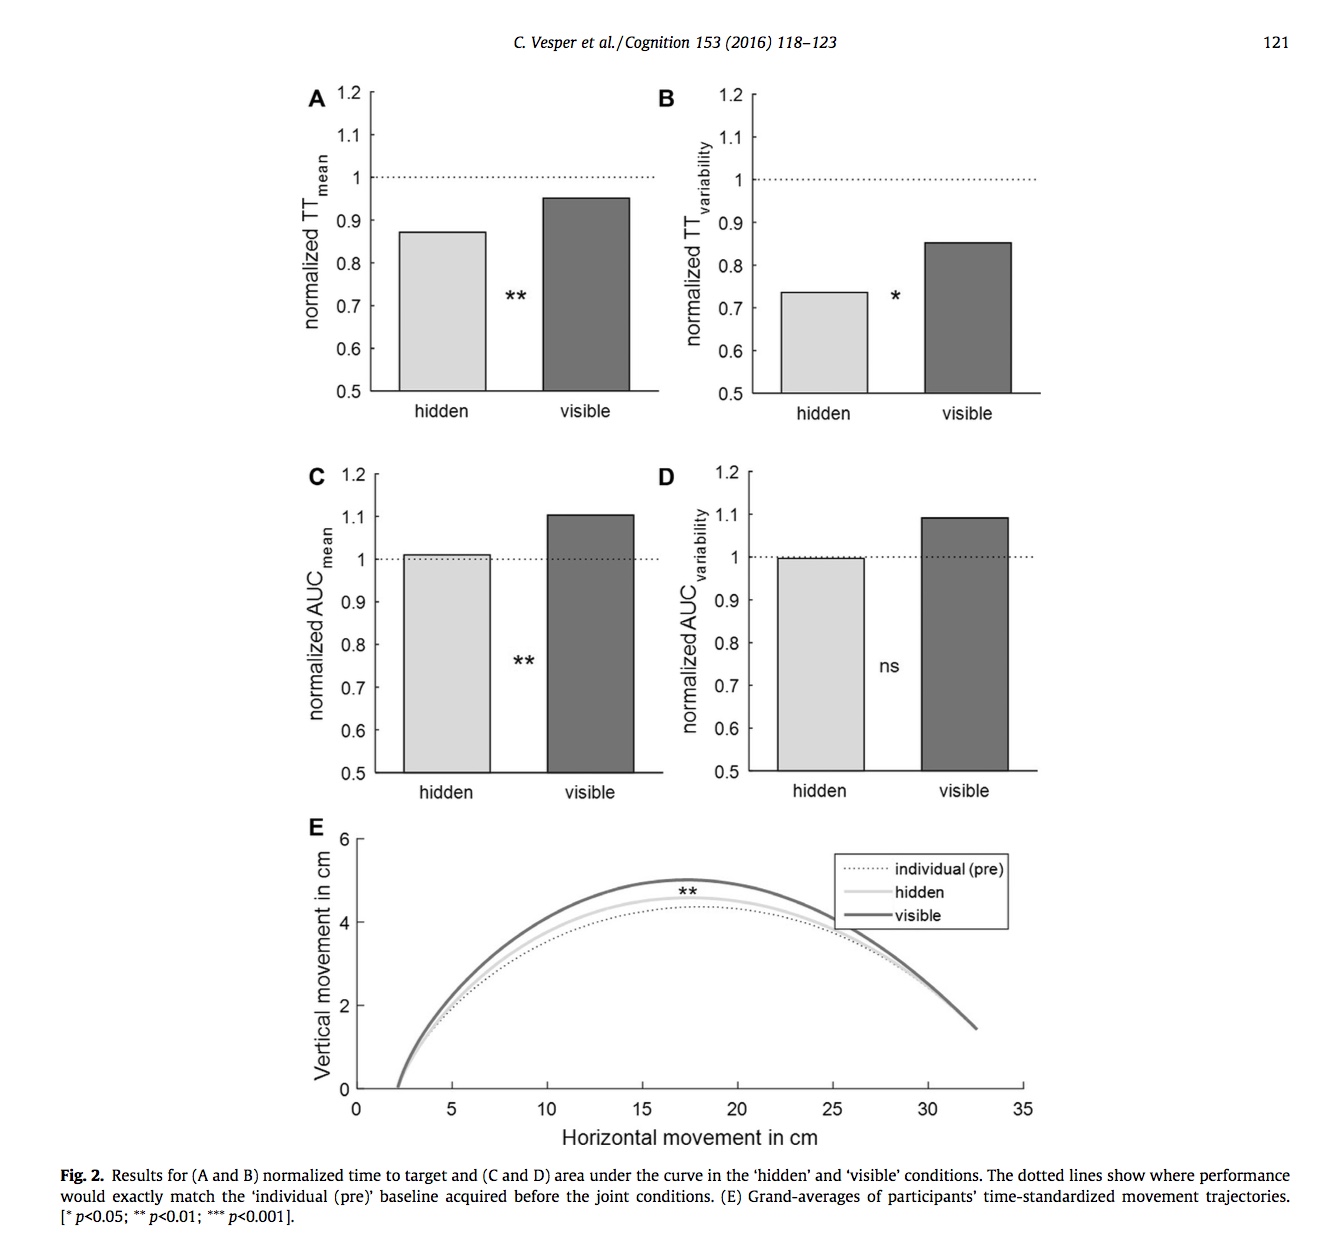 C. Vesper et al./Cognition 153 (2016) 118–123
121
A
1.2
1.1
1
0.9
0.8
0.7
0.6
0.5
normalized TTmean
**
hidden
visible
B
1.2
1.1
1
0.9
0.8
0.7
0.6
0.5
normalized TTvariability
*
hidden
visible
C
1.2
1.1
1
0.9
0.8
0.7
0.6
0.5
normalized AUCmean
**
hidden
visible
D
1.2
1.1
1
0.9
0.8
0.7
0.6
0.5
normalized AUCvariability
ns
hidden
visible
E
6
4
2
0
Vertical movement in cm
**
individual (pre)
hidden
visible
0 5 10 15 20 25 30 35
Horizontal movement in cm
Fig. 2. Results for (A and B) normalized time to target and (C and D) area under the curve in the ‘hidden’ and ‘visible’ conditions. The dotted lines show where performance
would exactly match the ‘individual (pre)’ baseline acquired before the joint conditions. (E) Grand-averages of participants’ time-standardized movement trajectories.
[* p<0.05; ** p<0.01; *** p<0.001].